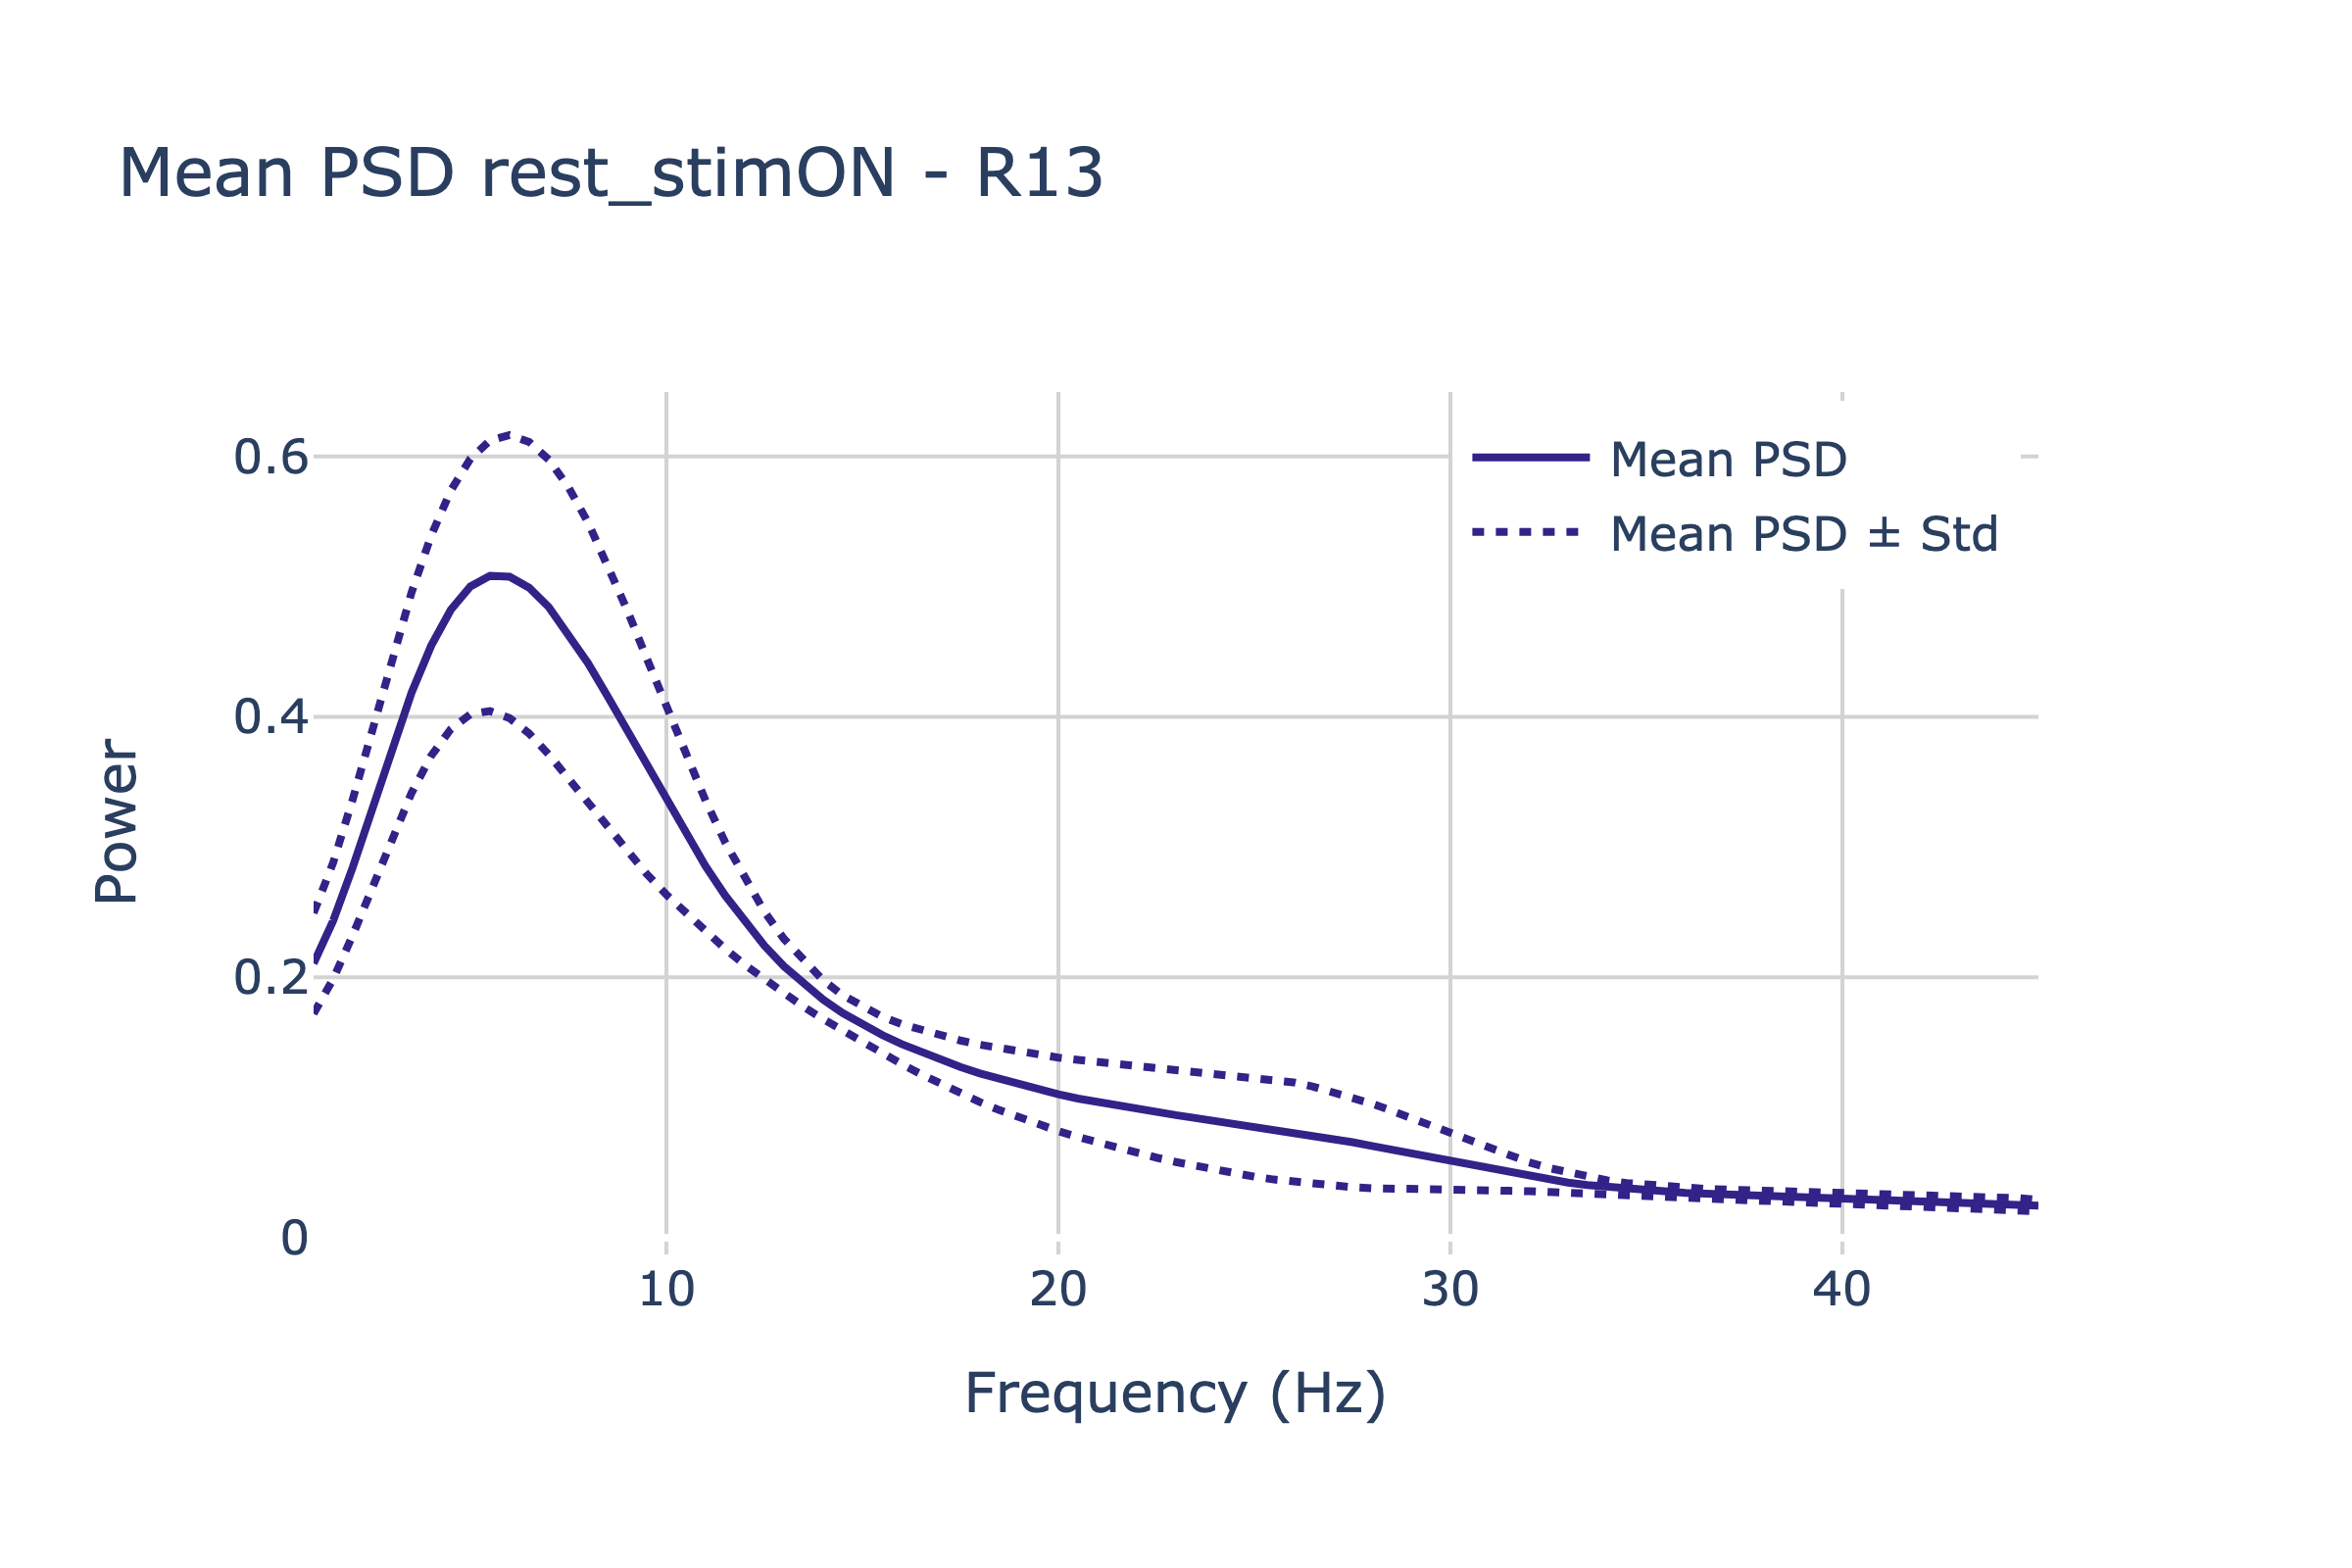 Mean PSD rest_stimON - R13
Mean PSD
Mean PSD ± Std
0.6
0.4
0.2
0
Power
10 20 30 40
Frequency (Hz)